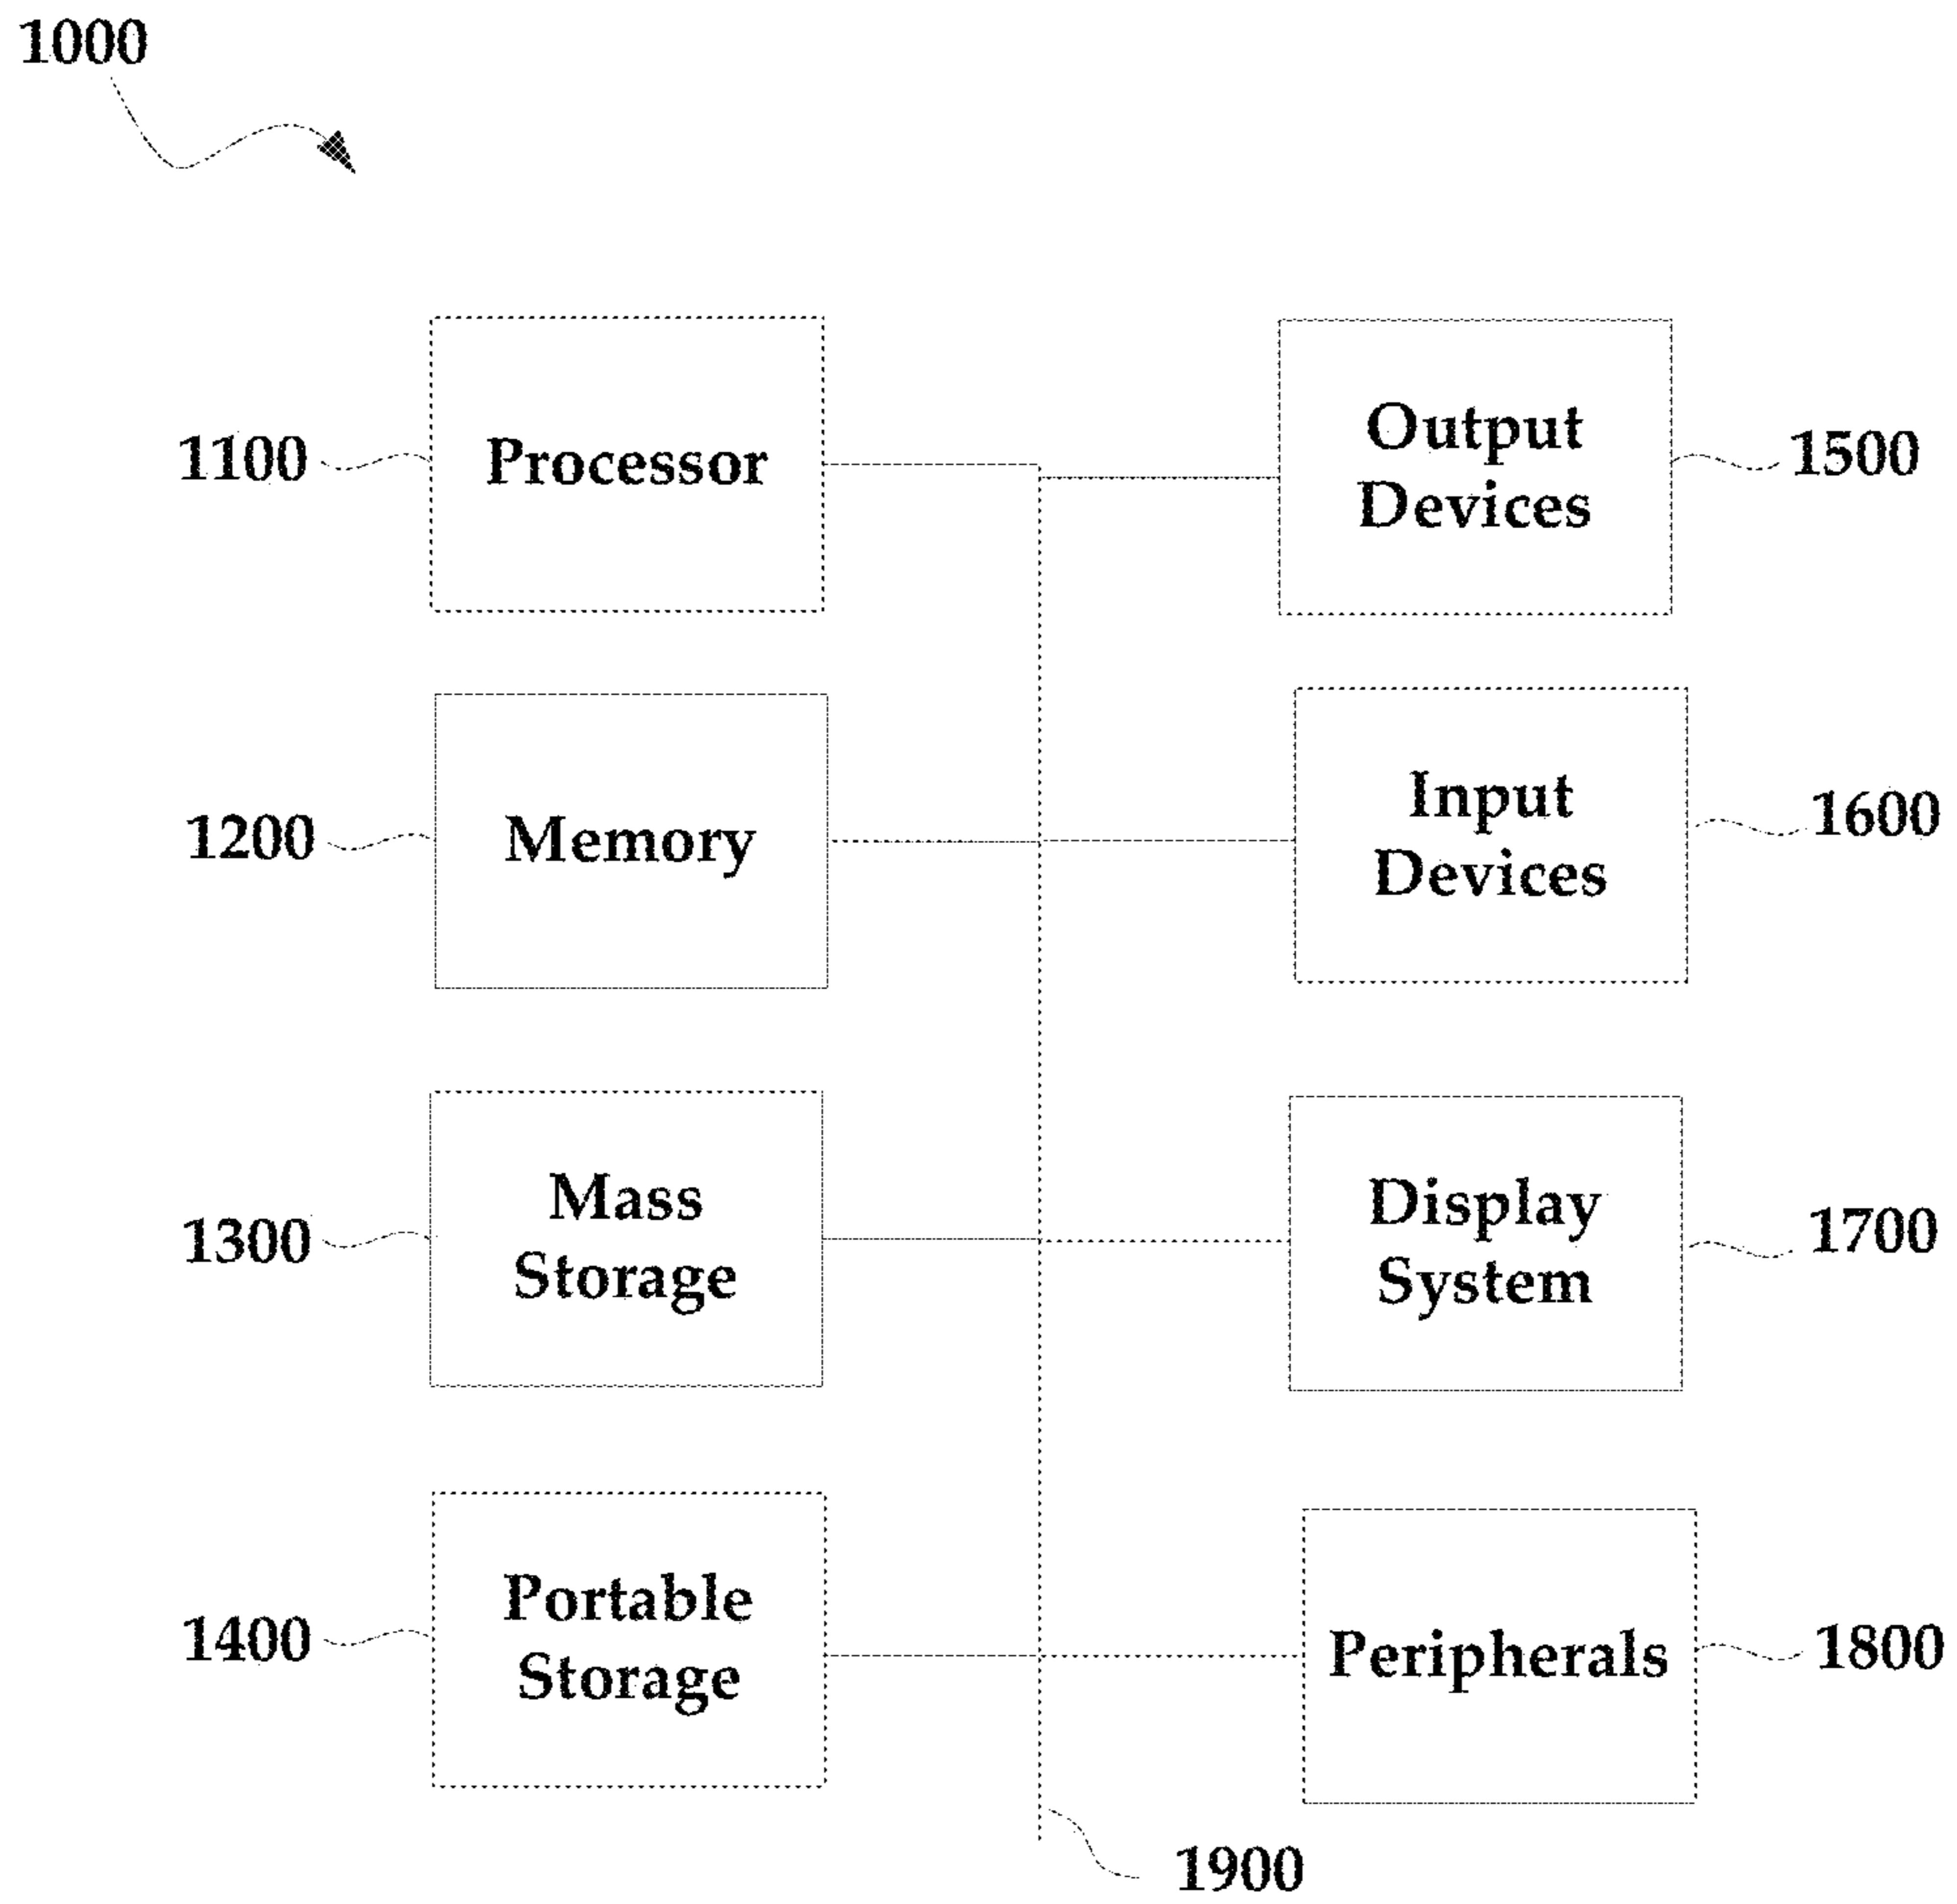 1000
1100
Processor
Output
Devices
1500
1200
Memory
Input
Devices
1600
1300
Mass
Storage
Display
System
1700
1400
Portable
Storage
Peripherals
1800
1900